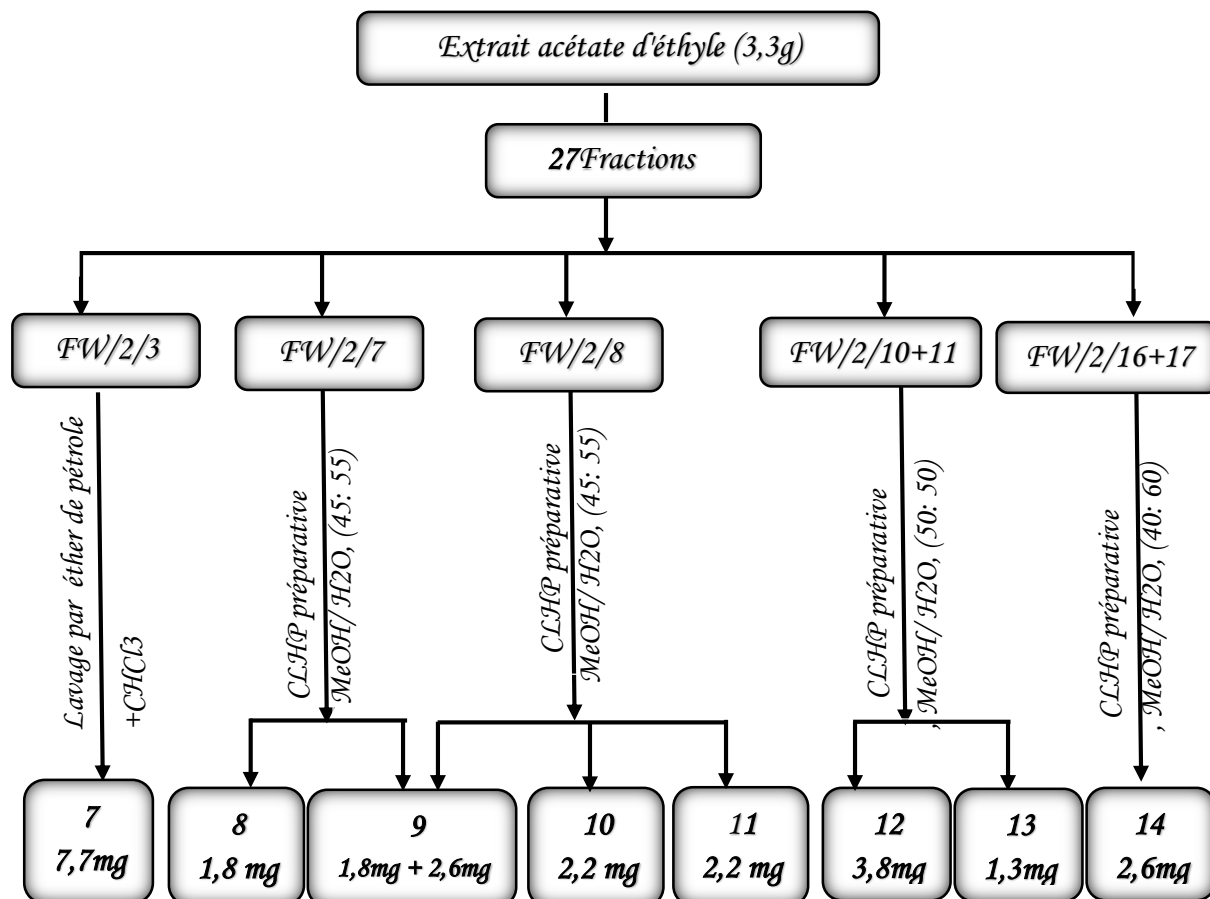 Extrait acétate d'éthyle (3,3g)
27Fractions
FW/2/3
FW/2/7
FW/2/8
FW/2/10+11
FW/2/16+17
Lavage par éther de pétrole
+CHCl3
CLHP préparative
MeOH/ H2O, (45: 55)
CLHP préparative
MeOH/ H2O, (45: 55)
CLHP préparative
, MeOH/ H2O, (50: 50)
CLHP préparative
, MeOH/ H2O, (40: 60)
7
7,7mg
8
1,8 mg
9
1,8mg + 2,6mg
10
2,2 mg
11
2,2 mg
12
3,8mg
13
1,3mg
14
2,6mg